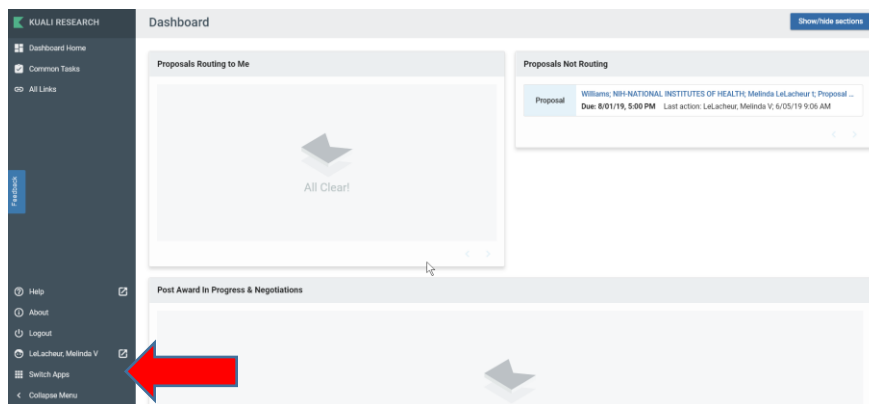 KUALI RESEARCH
Dashboard Home
Common Tasks
All Links
Feedback
Help
About
Logout
LeLacheur, Melinda V
Switch Apps
Collapse Menu
Dashboard
Show/hide sections
Proposals Routing to Me
All Clear!
Proposals Not Routing
Proposal
Williams; NIH-NATIONAL INSTITUTES OF HEALTH; Melinda LeLacheur t; Proposal ...
Due: 8/01/19, 5:00 PM Last action: LeLacheur, Melinda V; 6/05/19 9:06 AM
Post Award In Progress & Negotiations